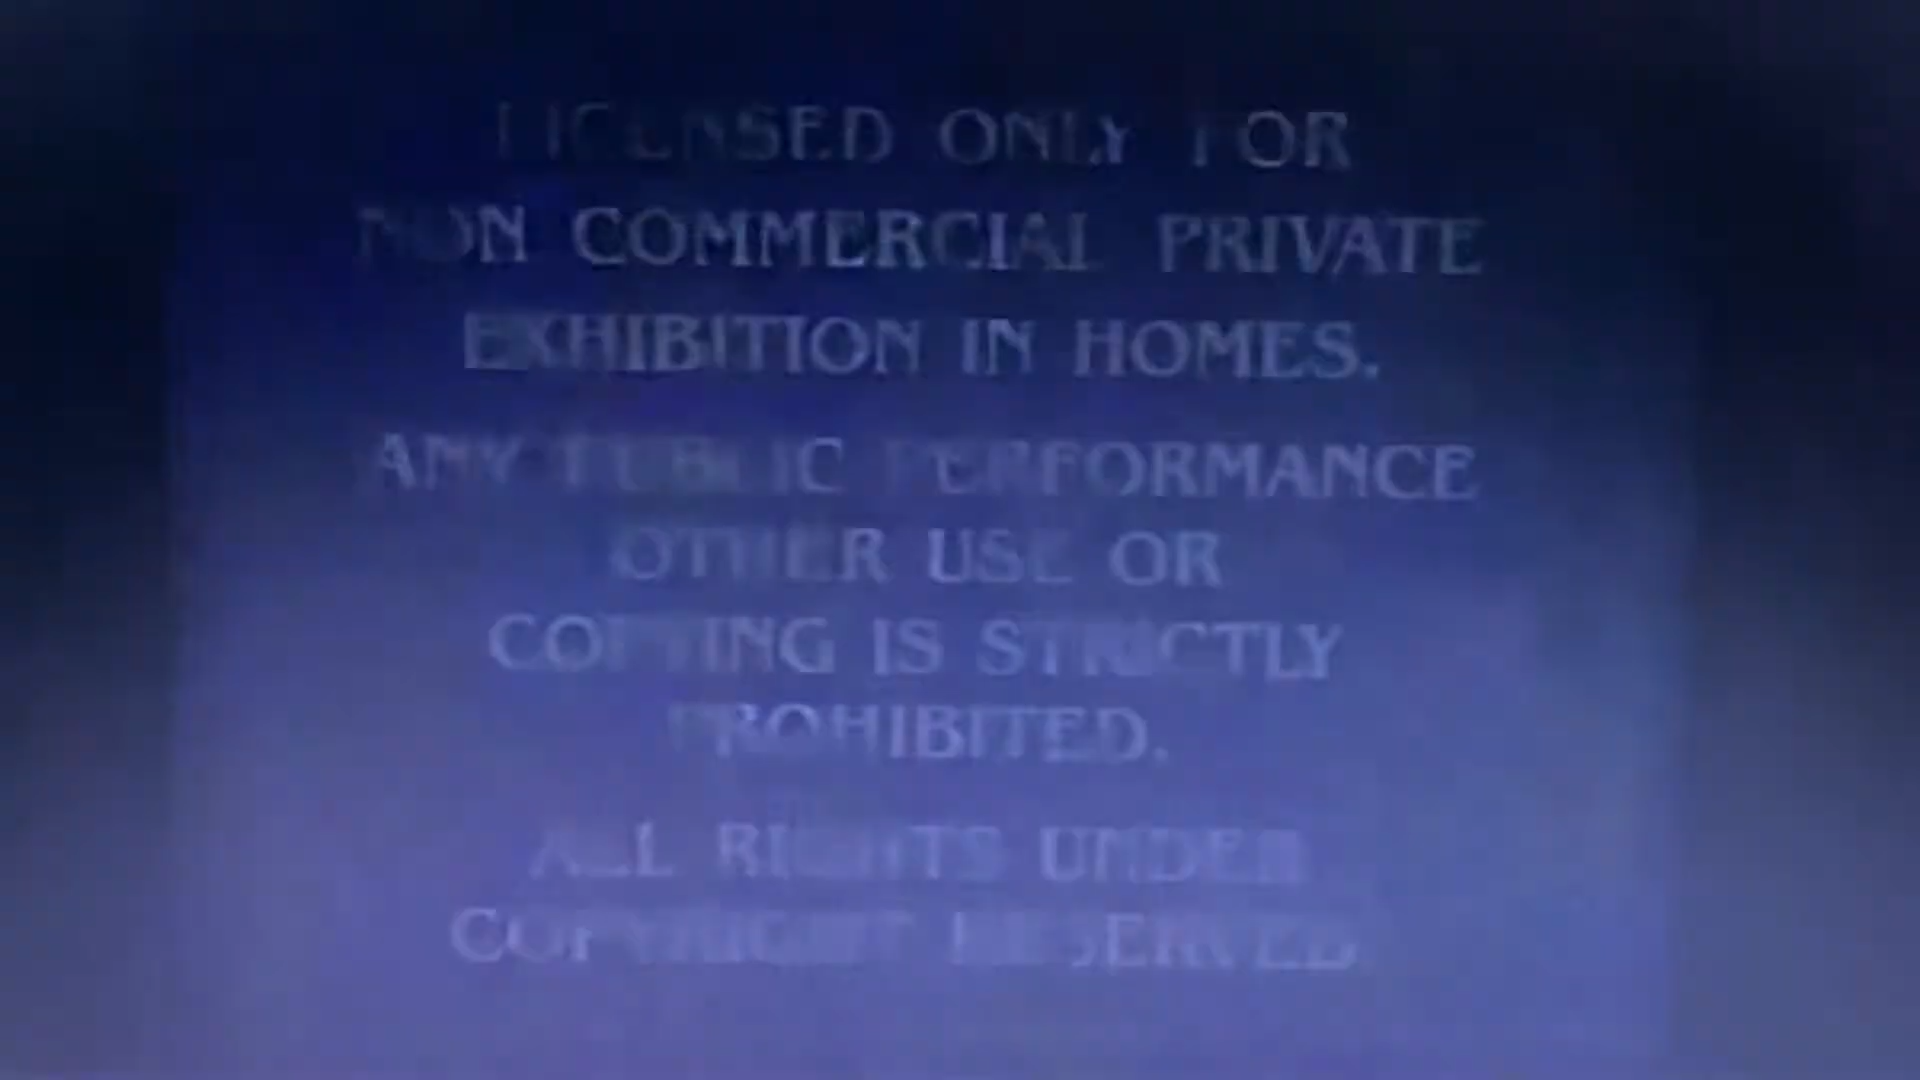 LICENSED ONLY FOR
NON COMMERCIAL PRIVATE
EXHIBITION IN HOMES.
ANY PUBLIC PERFORMANCE
OTHER USE OR
COPYING IS STRICTLY
PROHIBITED.
ALL RIGHTS UNDER
COPYRIGHT RESERVED